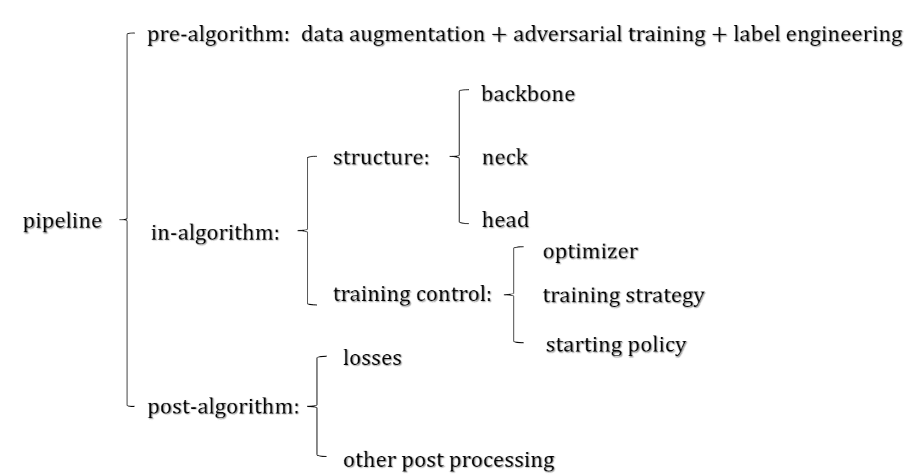 pre-algorithm: data augmentation + adversarial training + label engineering
backbone
structure:
neck
pipeline
in-algorithm:
head
optimizer
training control:
training strategy
starting policy
losses
post-algorithm:
other post processing